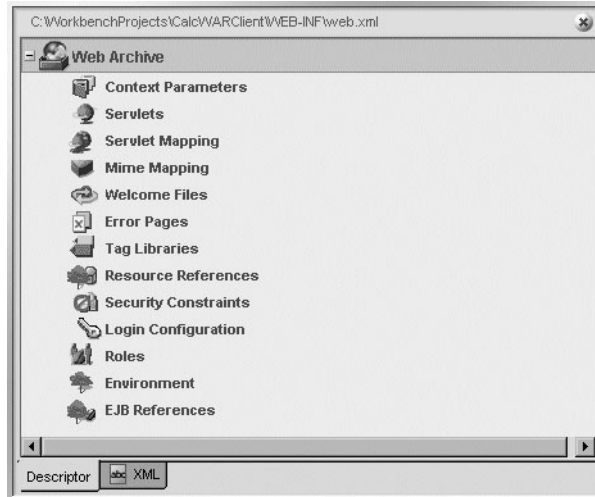 C:\WorkbenchProjects\CalcWARClient\WEB-INF\web.xml
Web Archive
Context Parameters
Servlets
Servlet Mapping
Mime Mapping
Welcome Files
Error Pages
Tag Libraries
Resource References
Security Constraints
Login Configuration
Roles
Environment
EJB References
Descriptor abc XML